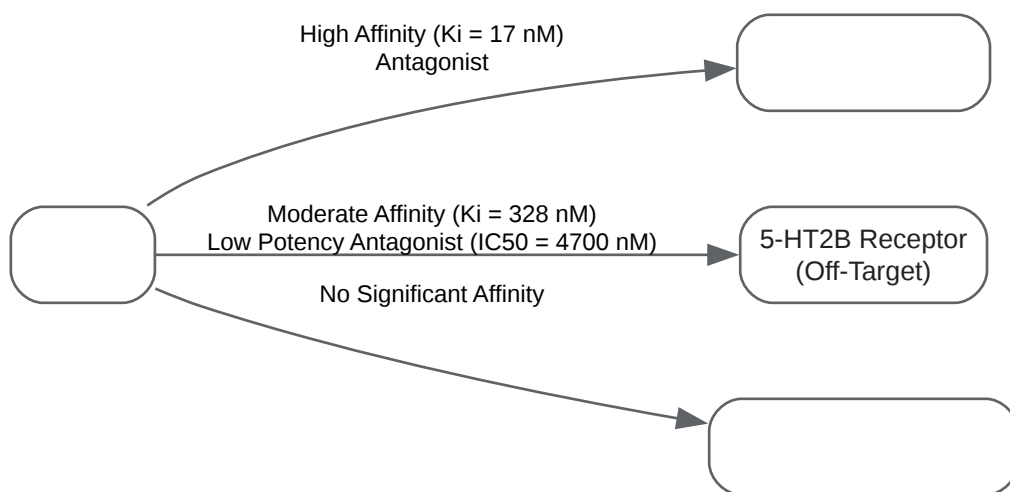 High Affinity (Ki = 17 nM)
Antagonist
Moderate Affinity (Ki = 328 nM)
Low Potency Antagonist (IC50 = 4700 nM)
5-HT2B Receptor
(Off-Target)
No Significant Affinity